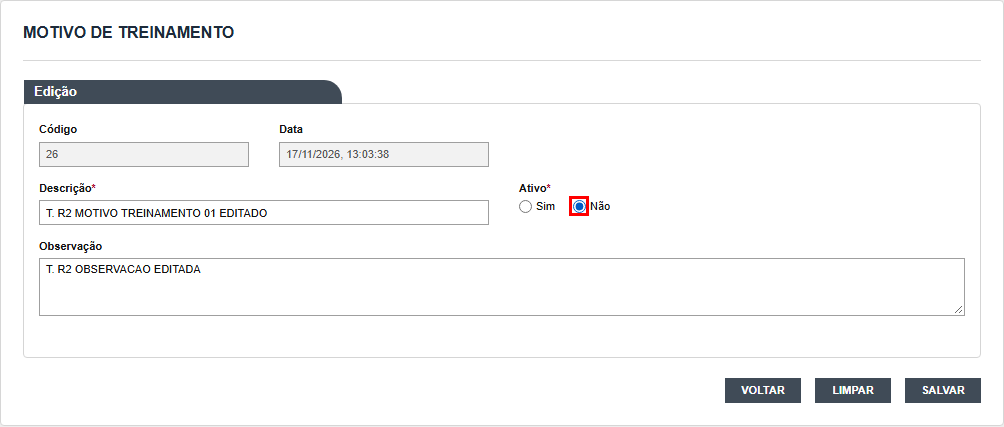 MOTIVO DE TREINAMENTO
Edição
Código
Data
26
17/11/2026, 13:03:38
Descrição*
Ativo*
T. R2 MOTIVO TREINAMENTO 01 EDITADO
Sim
Não
Observação
T. R2 OBSERVACAO EDITADA
VOLTAR
LIMPAR
SALVAR